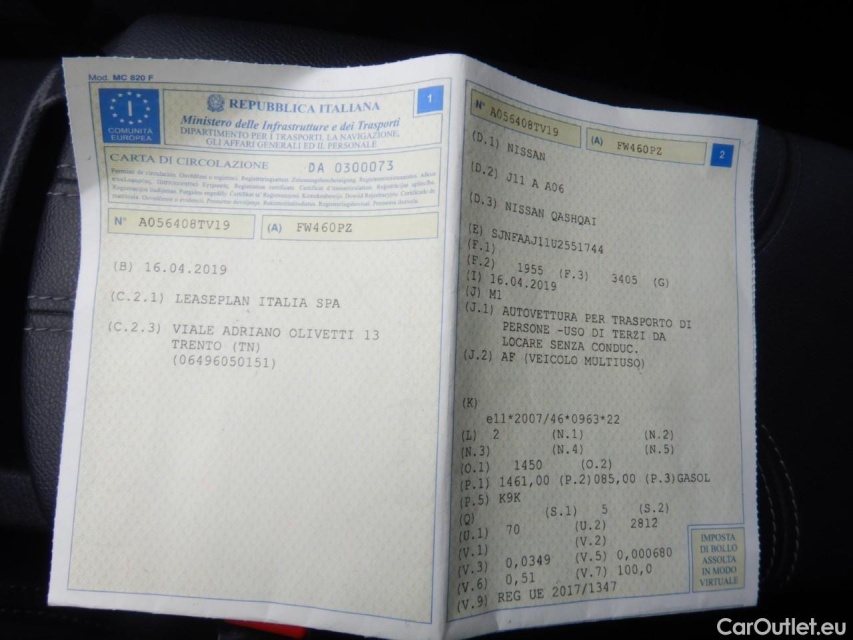 Mod. MC 820 F
I
COMUNITÀ
EUROPEA
REPUBBLICA ITALIANA
1
Ministero delle Infrastrutture e dei Trasporti
DIPARTIMENTO PER I TRASPORTI, LA NAVIGAZIONE,
GLI AFFARI GENERALI ED IL PERSONALE
CARTA DI CIRCOLAZIONE DA 0300073
N° A056408TV19 (A) FW460PZ
(B) 16.04.2019
(C.2.1) LEASEPLAN ITALIA SPA
(C.2.3) VIALE ADRIANO OLIVETTI 13
TRENTO (TN)
(06496050151)
N° A056408TV19 (A) FW460PZ
2
(D.1) NISSAN
(D.2) J11 A A06
(D.3) NISSAN QASHQAI
(E) SJNFAAJ11U2551744
(F.1)
(F.2) 1955 (F.3) 3405 (G)
(I) 16.04.2019
(J) M1
(J.1) AUTOVETTURA PER TRASPORTO DI
PERSONE -USO DI TERZI DA
LOCARE SENZA CONDUC.
(J.2) AF (VEICOLO MULTIUSO)
(K)
e11*2007/46*0963*22
(L) 2 (N.1) (N.2)
(N.3) (N.4) (N.5)
(O.1) 1450 (O.2)
(P.1) 1461,00 (P.2)085,00 (P.3)GASOL
(P.5) K9K
(Q) (S.1) 5 (S.2)
(U.1) 70 (U.2) 2812
(V.1) (V.2)
(V.3) 0,0349 (V.5) 0,000680
(V.6) 0,51 (V.7) 100,0
(V.9) REG UE 2017/1347
IMPOSTA
DI BOLLO
ASSOLTA
IN MODO
VIRTUALE
CarOutlet.eu